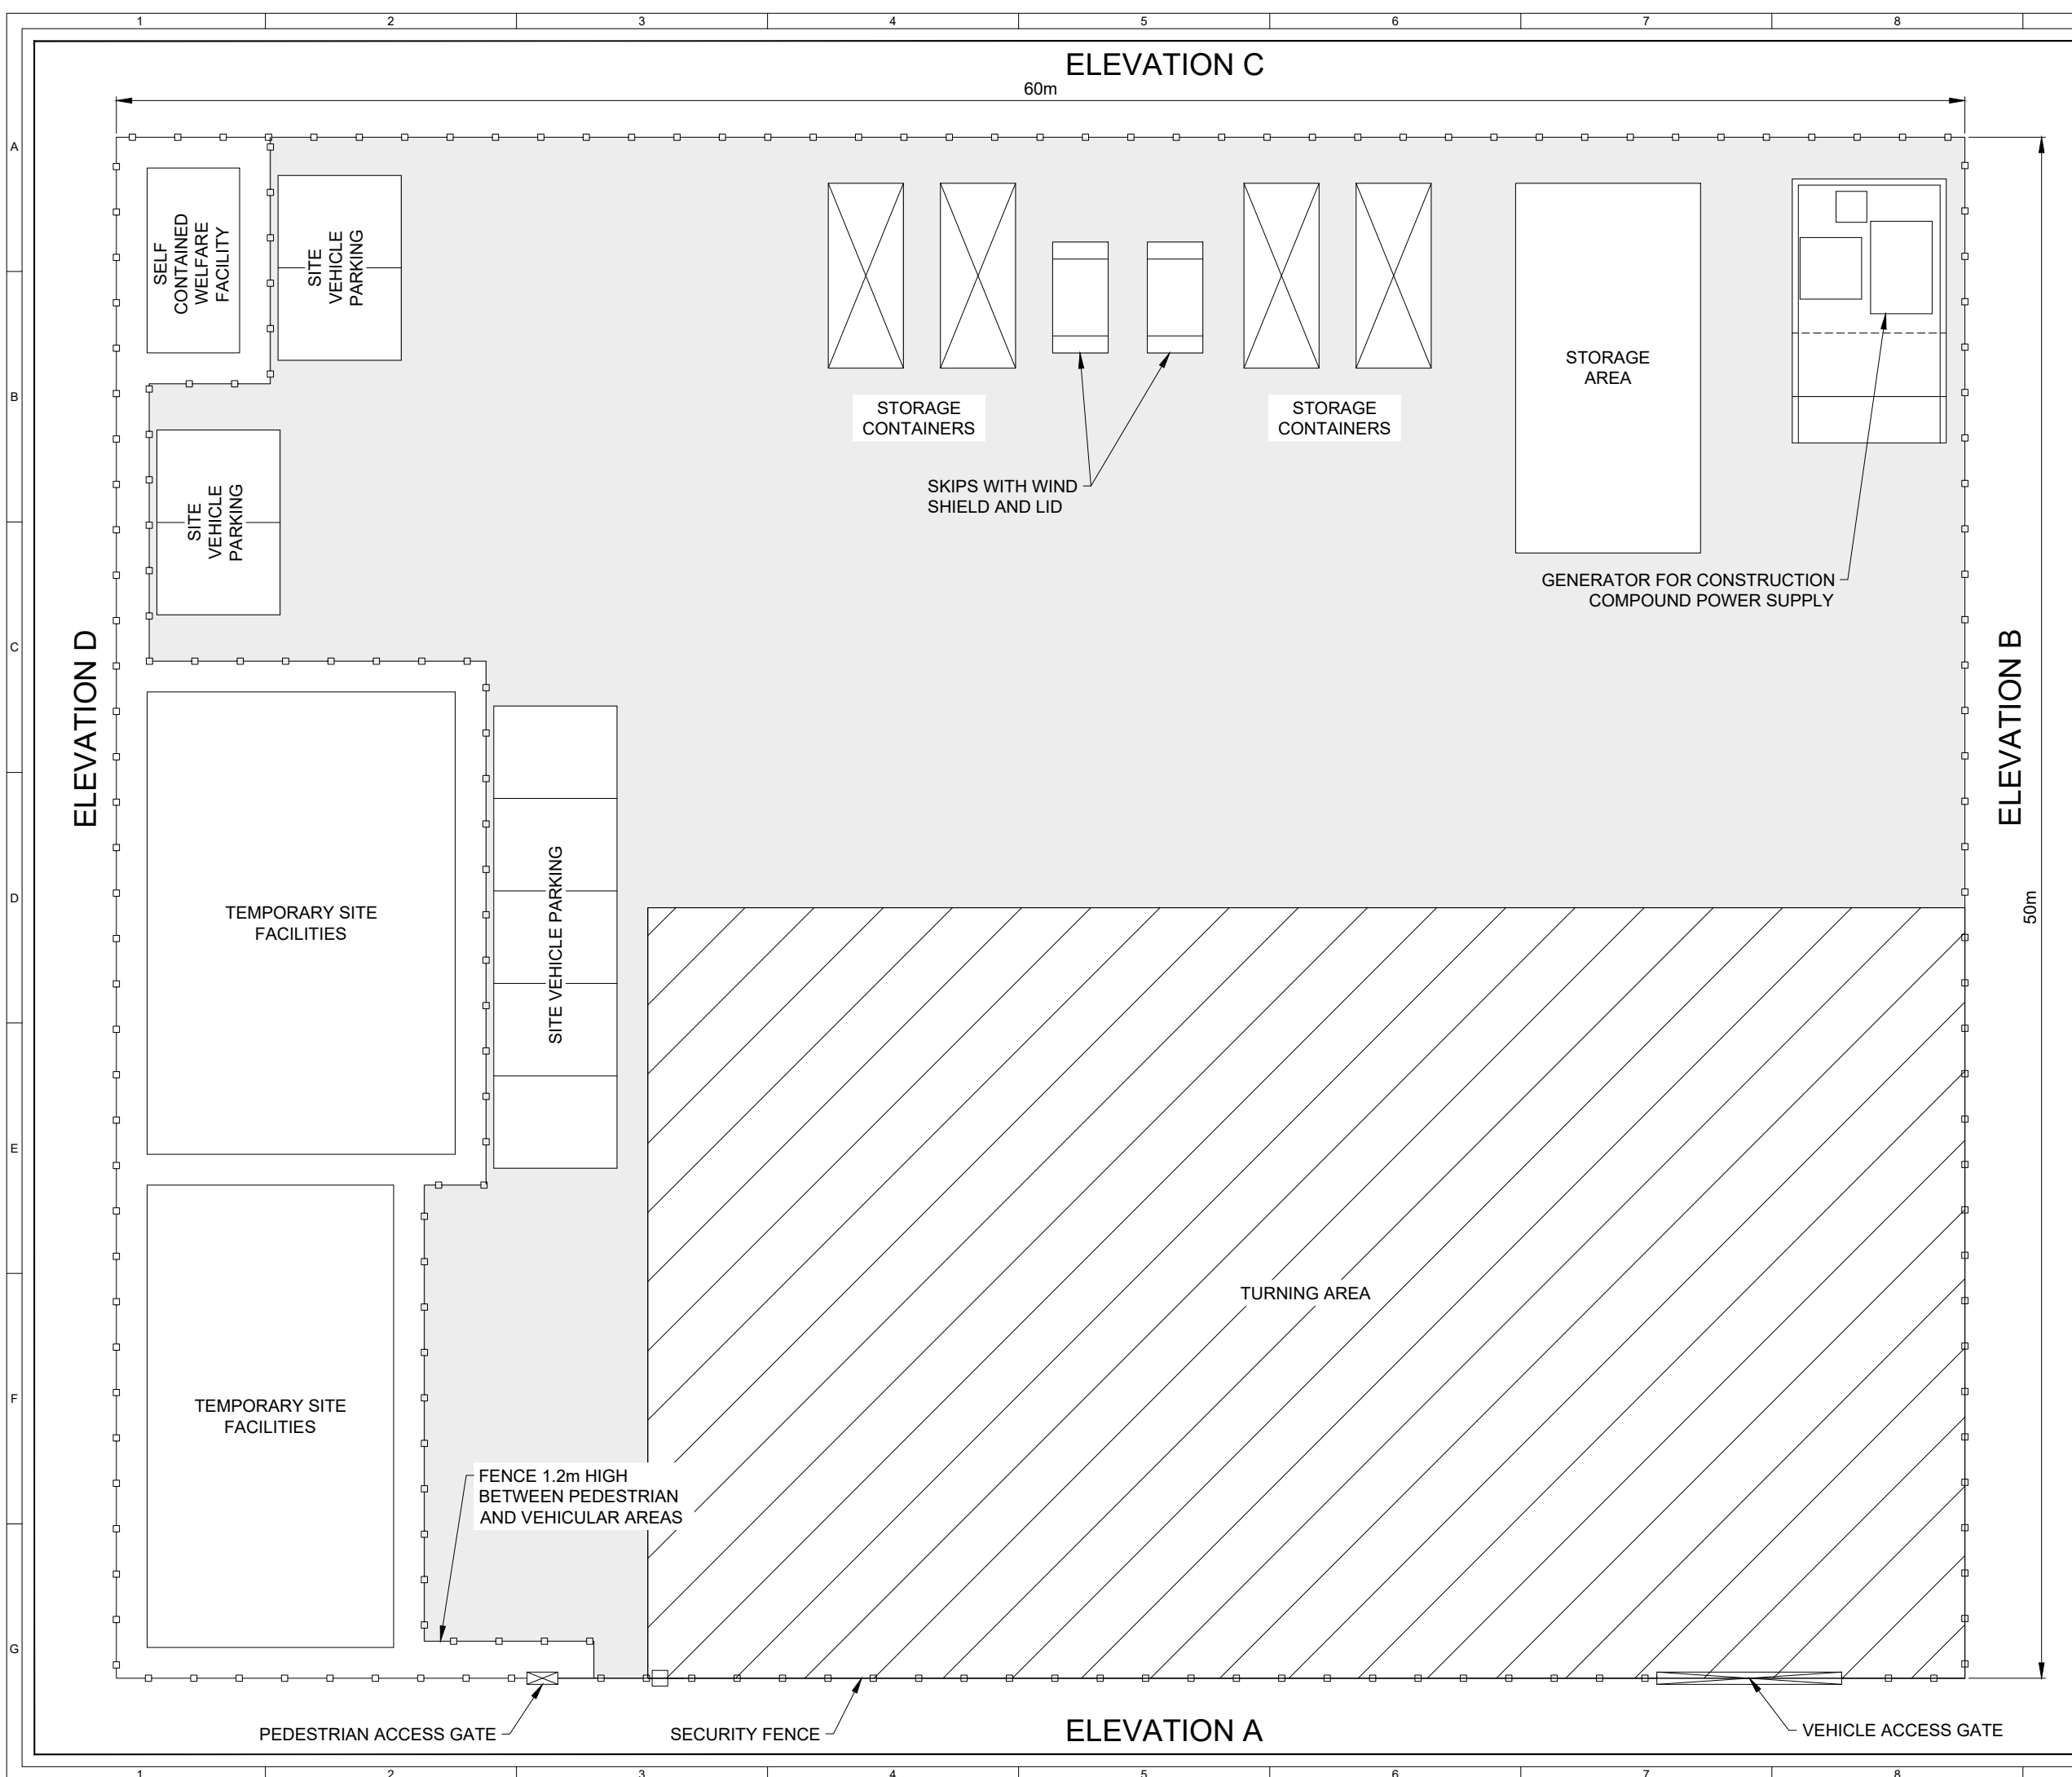 1 2 3 4 5 6 7 8
ELEVATION C
60m
A
B
C
D
E
F
G
SELF
CONTAINED
WELFARE
FACILITY
SITE
VEHICLE
PARKING
STORAGE
CONTAINERS
STORAGE
CONTAINERS
STORAGE
AREA
SKIPS WITH WIND
SHIELD AND LID
SITE
VEHICLE
PARKING
GENERATOR FOR CONSTRUCTION
COMPOUND POWER SUPPLY
ELEVATION D
ELEVATION B
50m
TEMPORARY SITE
FACILITIES
SITE VEHICLE PARKING
TURNING AREA
TEMPORARY SITE
FACILITIES
FENCE 1.2m HIGH
BETWEEN PEDESTRIAN
AND VEHICULAR AREAS
PEDESTRIAN ACCESS GATE
SECURITY FENCE
ELEVATION A
VEHICLE ACCESS GATE
1 2 3 4 5 6 7 8